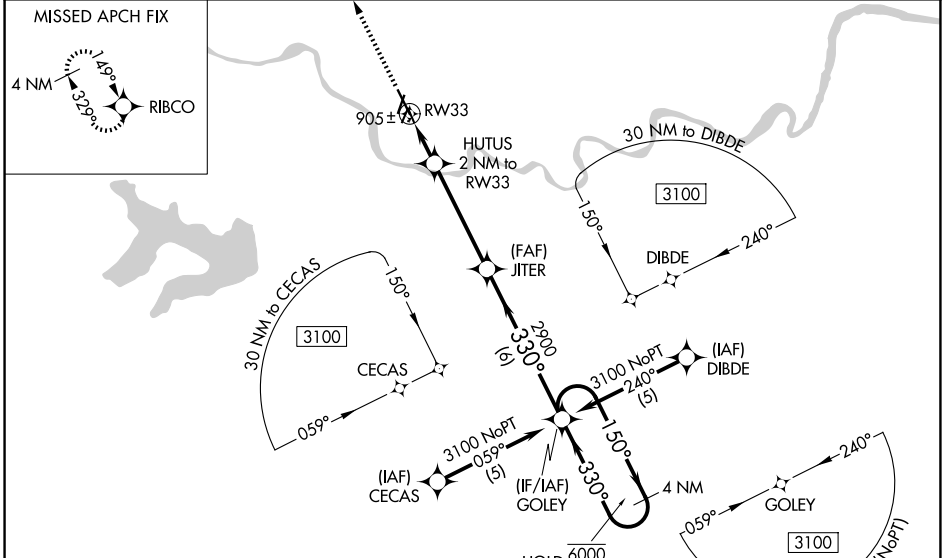 MISSED APCH FIX
4 NM
149°
329°
RIBCO
905±
RW33
HUTUS
2 NM to
RW33
30 NM to DIBDE
3100
150°
240°
DIBDE
(FAF)
JITER
30 NM to CECAS
150°
3100
CECAS
059°
2900
330°
(6)
(IAF)
DIBDE
3100 NoPT
240°
(5)
3100 NoPT
059°
(5)
(IAF)
CECAS
(IF/IAF)
GOLEY
150°
330°
4 NM
HOLD 6000
240°
GOLEY
059°
3100
NoPT)